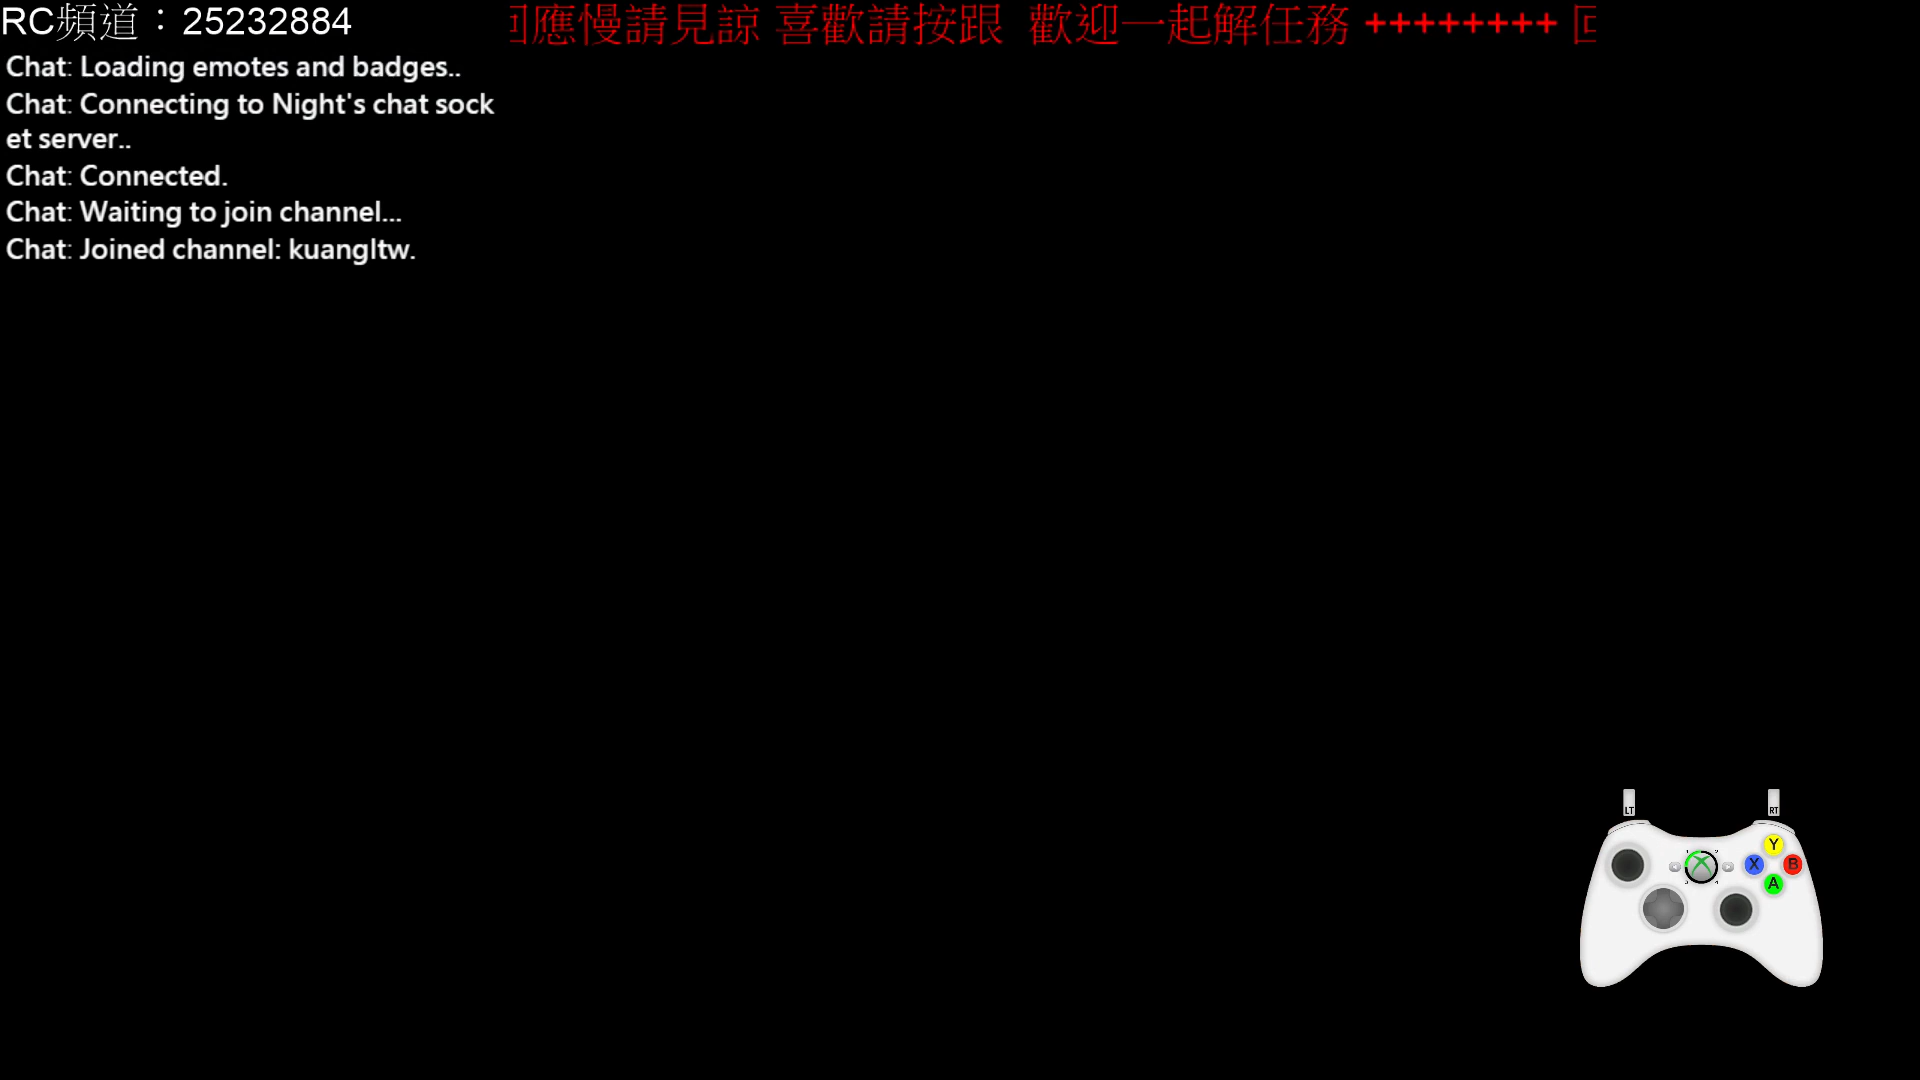 RC頻道：25232884
回應慢請見諒 喜歡請按跟 歡迎一起解任務 ++++++++ 回
Chat: Loading emotes and badges..
Chat: Connecting to Night's chat sock
et server..
Chat: Connected.
Chat: Waiting to join channel...
Chat: Joined channel: kuangltw.
LT
RT
Y
X
B
A